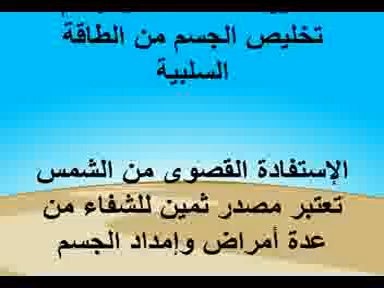 تخليص الجسم من الطاقة
السلبية
الإستفادة القصوى من الشمس
تعتبر مصدر ثمين للشفاء من
عدة أمراض وإمداد الجسم